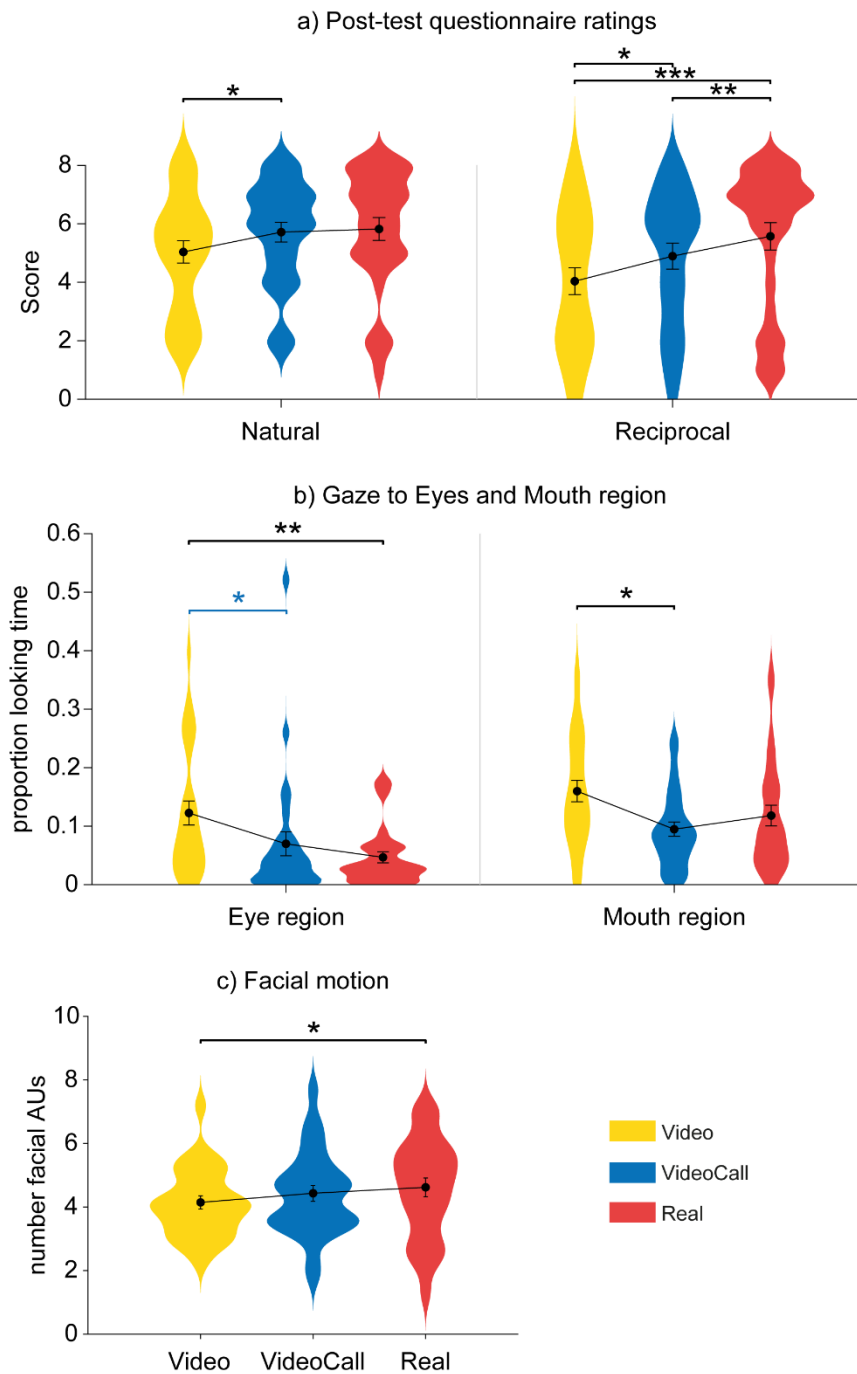 a) Post-test questionnaire ratings
*
***
*
**
8
6
4
2
0
Score
Natural
Reciprocal
b) Gaze to Eyes and Mouth region
0.6
0.5
0.4
0.3
0.2
0.1
0
proportion looking time
**
*
*
Eye region
Mouth region
c) Facial motion
10
8
6
4
2
0
number facial AUs
*
Video
VideoCall
Real
Video
VideoCall
Real